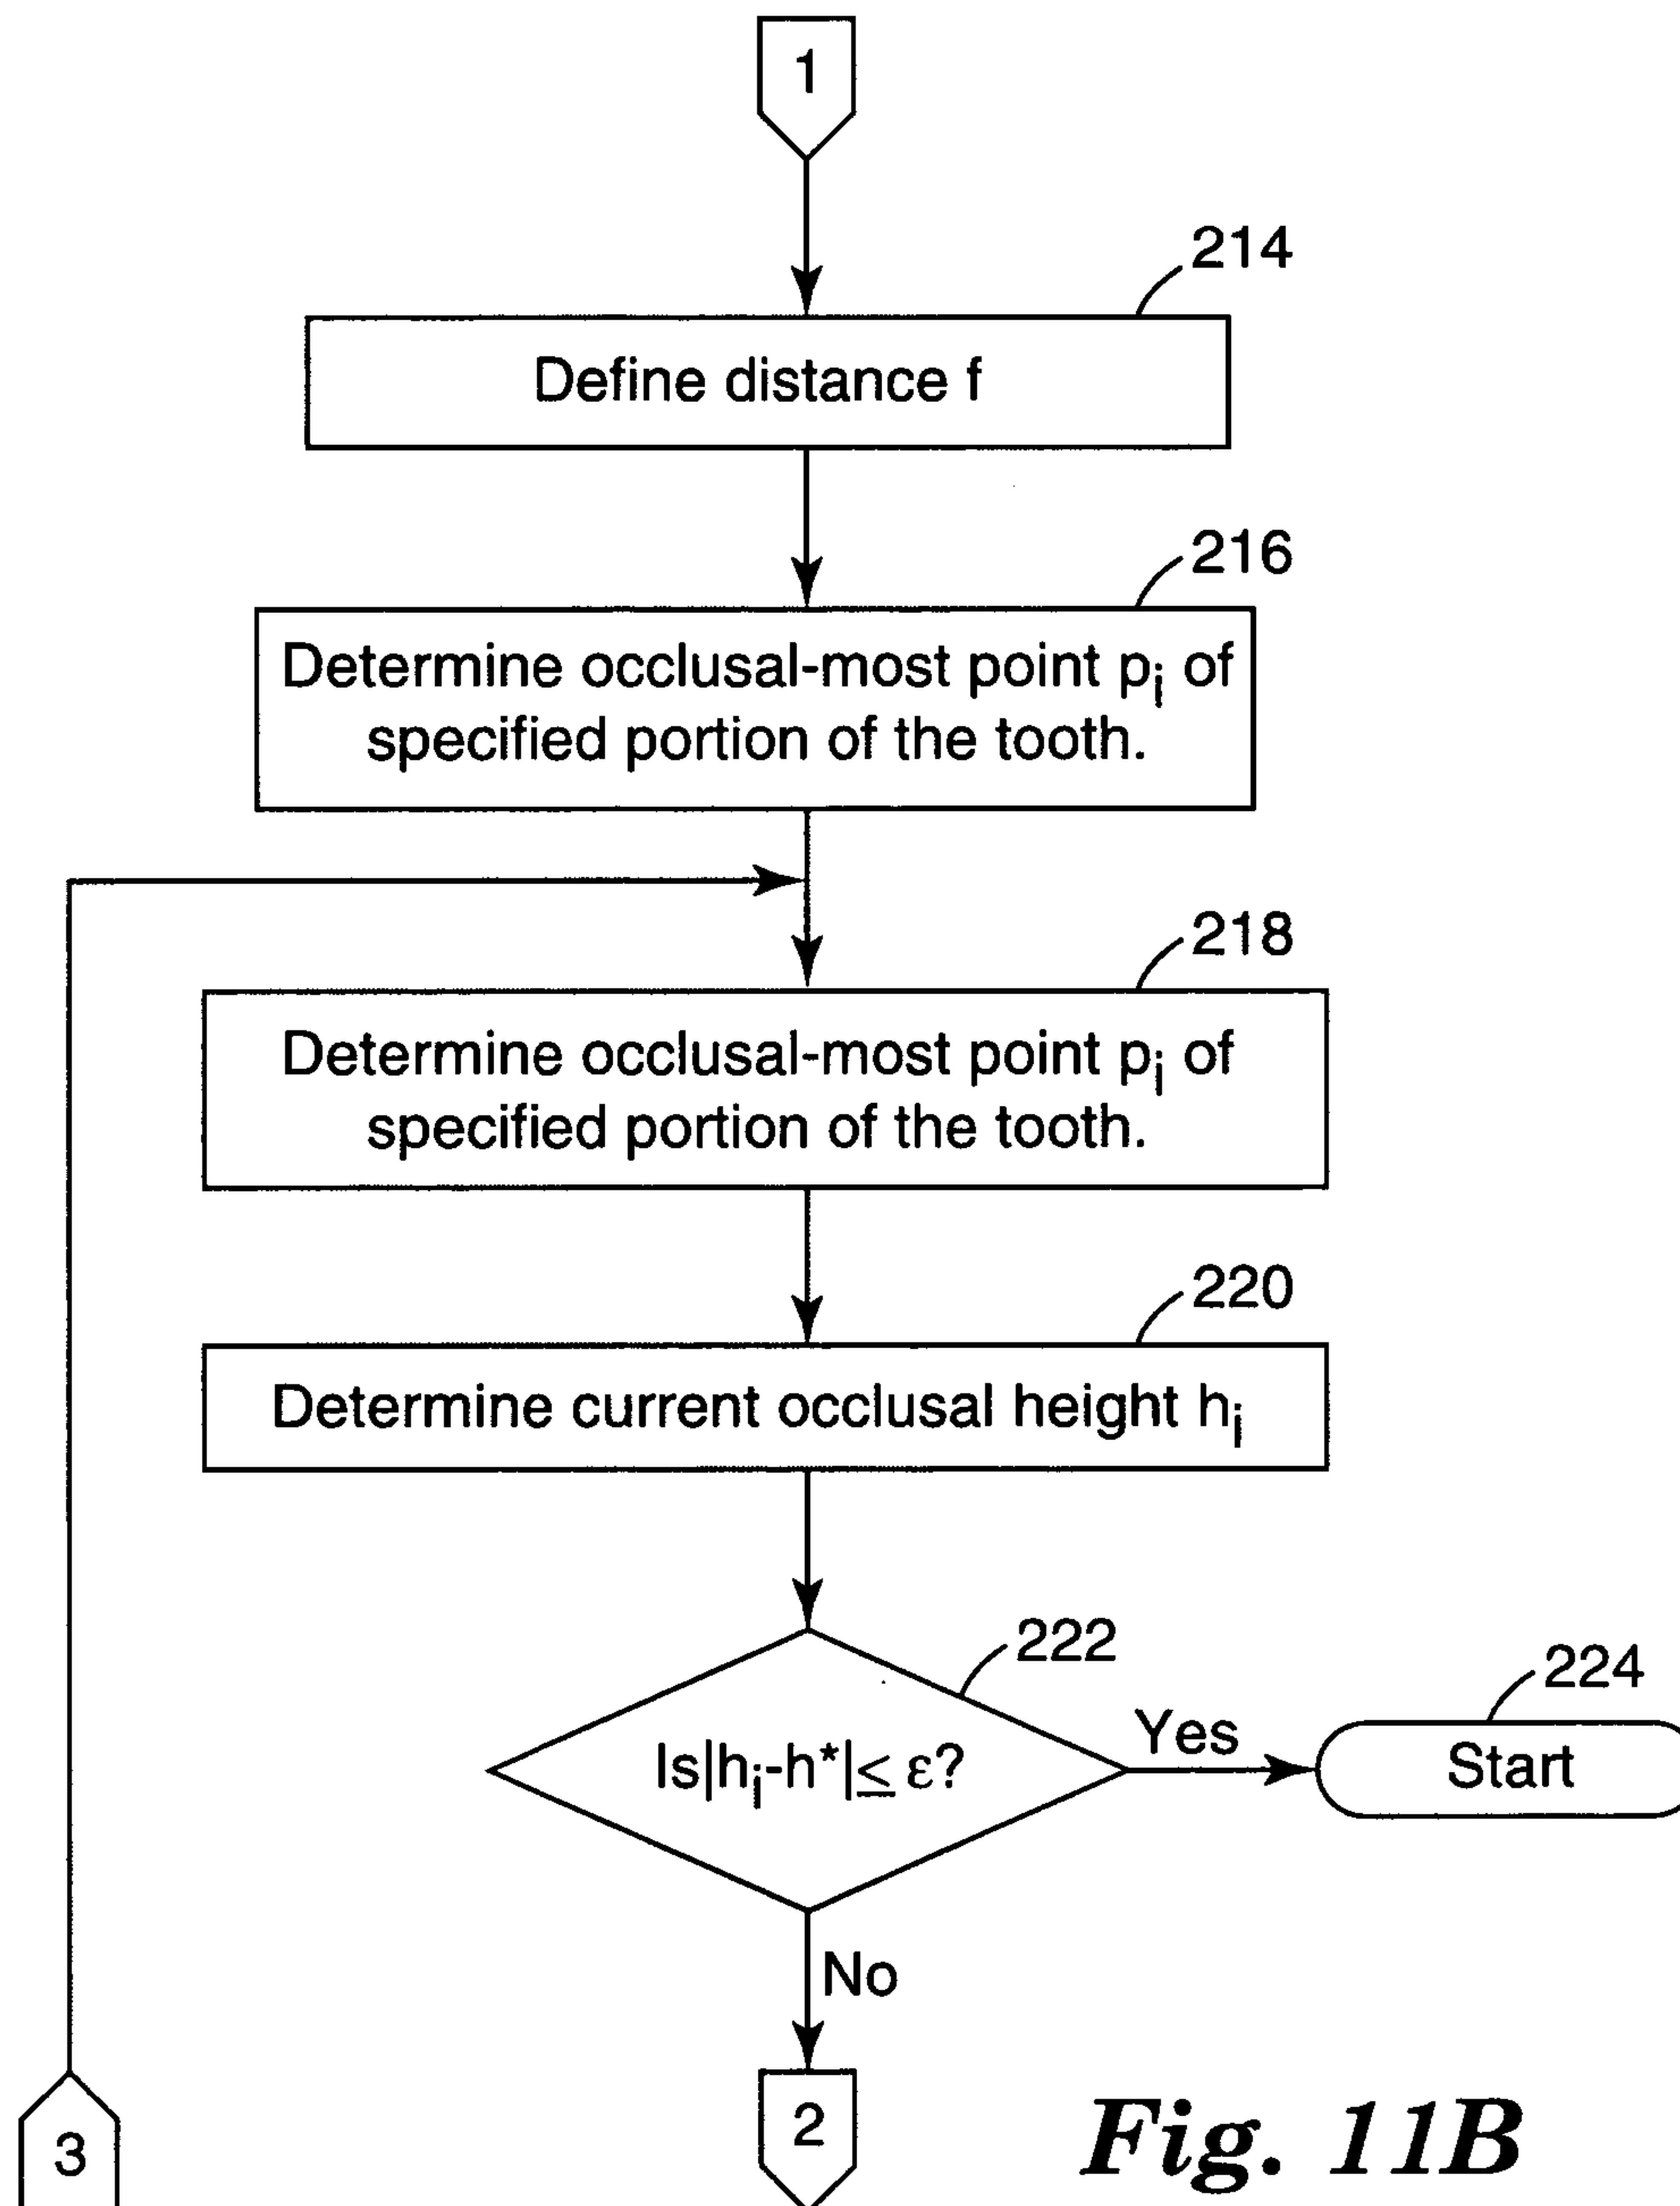 1
214
Define distance f
216
Determine occlusal-most point pi of
specified portion of the tooth.
218
Determine occlusal-most point pi of
specified portion of the tooth.
220
Determine current occlusal height hi
222
224
Is|hi-h*|≤ ε?
Yes
Start
No
2
3
Fig. 11B